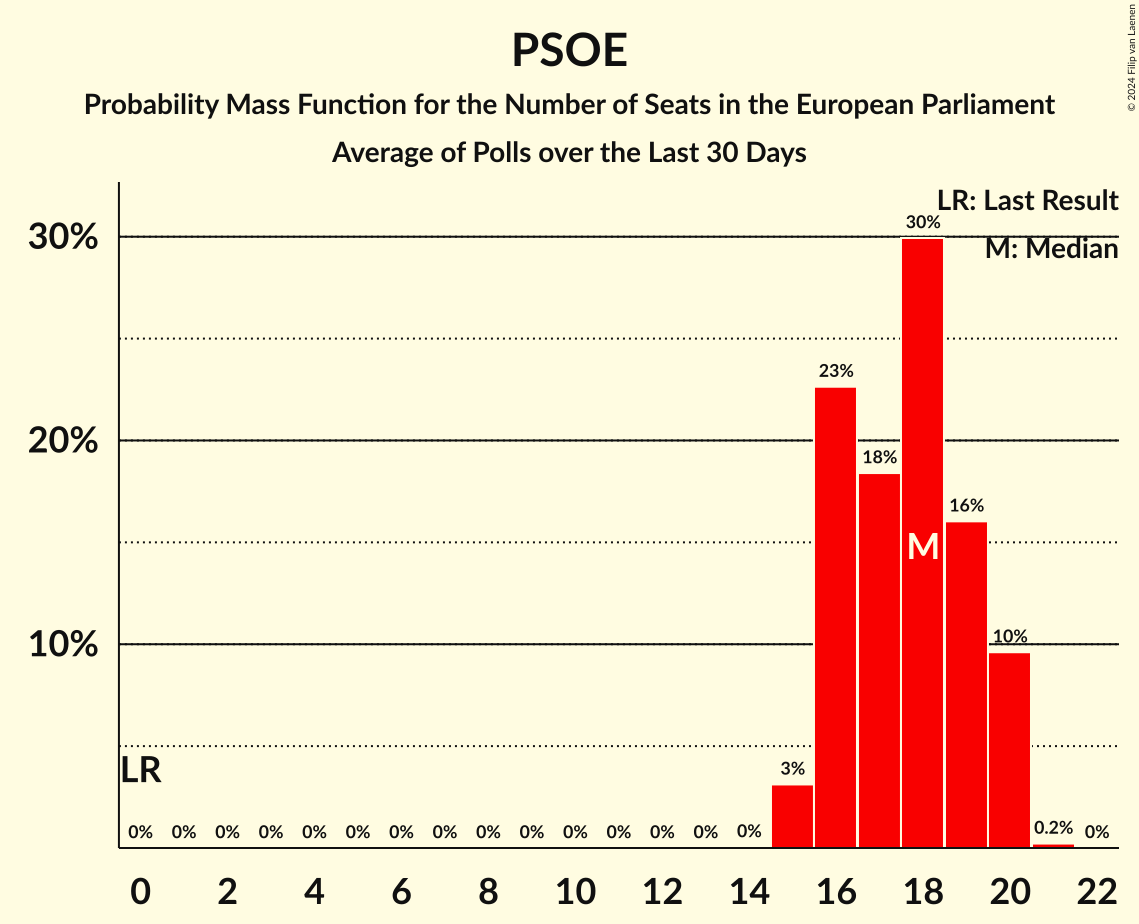 © 2024 Filip van Laenen
PSOE
Probability Mass Function for the Number of Seats in the European Parliament
Average of Polls over the Last 30 Days
LR: Last Result
M: Median
30%
20%
10%
30%
23%
18%
16%
10%
3%
0.2%
M
LR
0% 0% 0% 0% 0% 0% 0% 0% 0% 0% 0% 0% 0% 0% 0% 0%
0 2 4 6 8 10 12 14 16 18 20 22